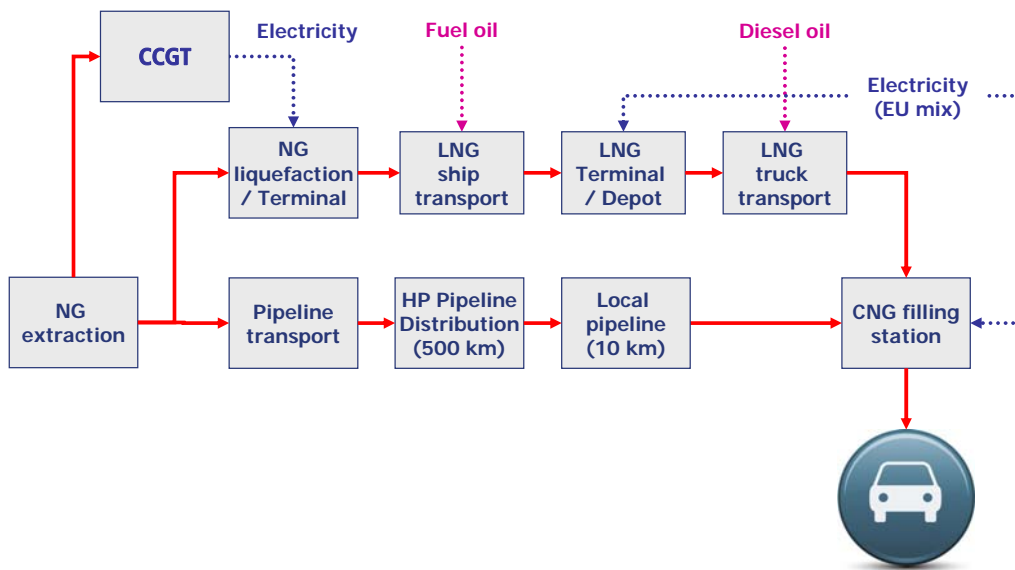 CCGT
Electricity
Fuel oil
Diesel oil
Electricity
(EU mix)
NG
liquefaction
/ Terminal
LNG
ship
transport
LNG
Terminal
/ Depot
LNG
truck
transport
NG
extraction
Pipeline
transport
HP Pipeline
Distribution
(500 km)
Local
pipeline
(10 km)
CNG filling
station